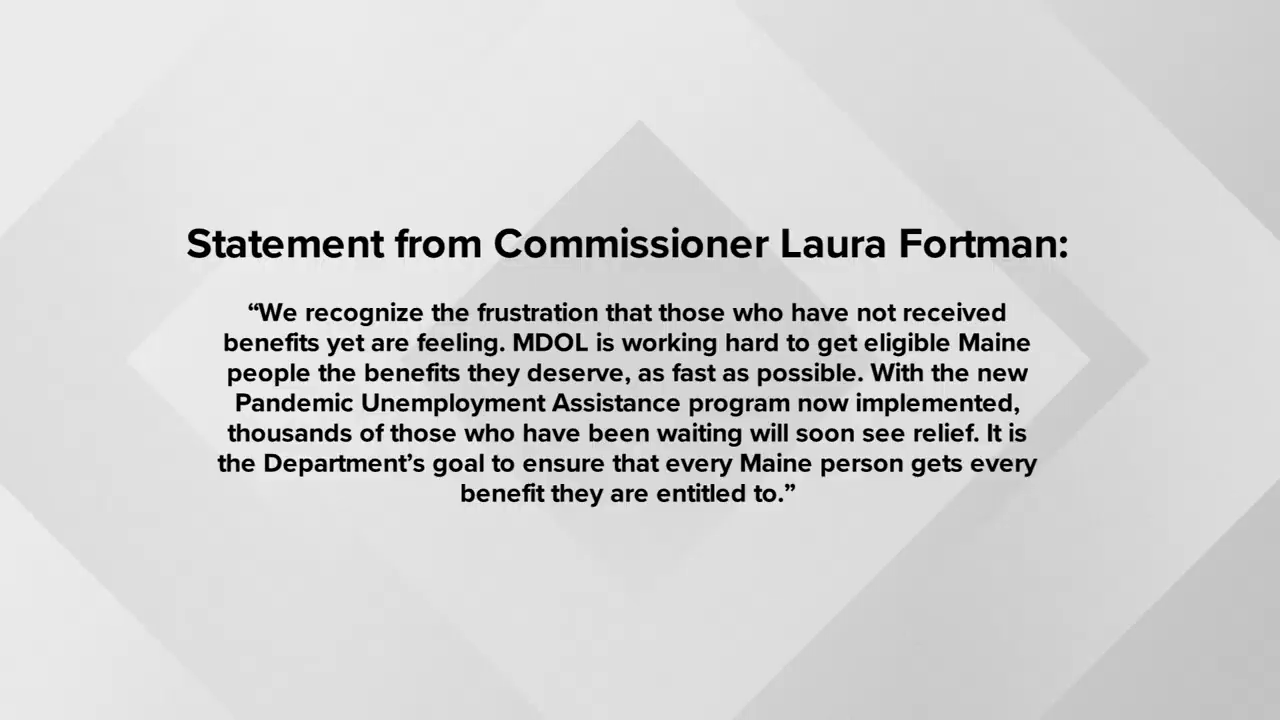 Statement from Commissioner Laura Fortman:
“We recognize the frustration that those who have not received
benefits yet are feeling. MDOL is working hard to get eligible Maine
people the benefits they deserve, as fast as possible. With the new
Pandemic Unemployment Assistance program now implemented,
thousands of those who have been waiting will soon see relief. It is
the Department’s goal to ensure that every Maine person gets every
benefit they are entitled to.”